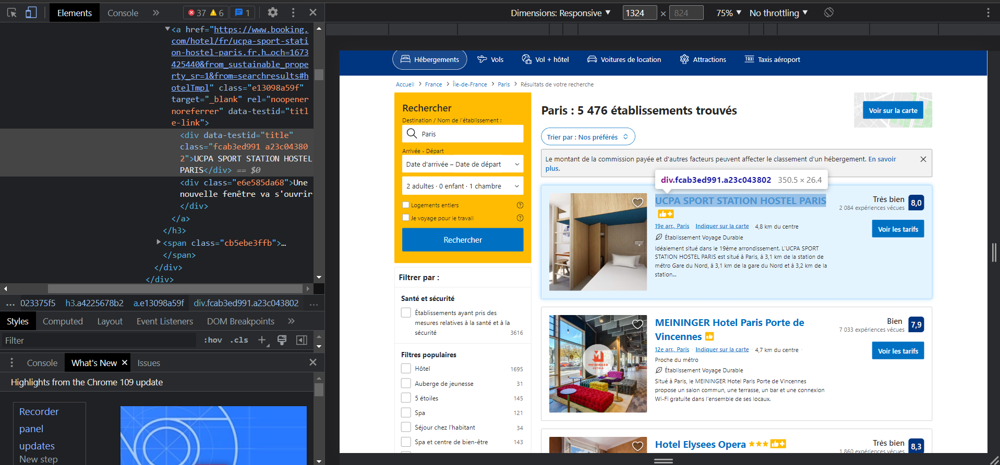 Elements
Console
»
37 6
1
Dimensions: Responsive
1324 × 824
75%
No throttling
<a href="https://www.booking.
com/hotel/fr/ucpa-sport-stati
on-hostel-paris.fr.h…och=1673
425440&from_sustainable_prope
rty_sr=1&from=searchresults#h
otelTmpl" class="e13098a59f"
target="_blank" rel="noopener
noreferrer" data-testid="titl
e-link">
<div data-testid="title"
class="fcab3ed991 a23c04380
2">UCPA SPORT STATION HOSTEL
PARIS</div> == $0
<div class="e6e585da68">Une
nouvelle fenêtre va s'ouvrir
</div>
</a>
</h3>
<span class="cb5ebe3ffb">…
</span>
</div>
</div>
... 023375f5 h3.a4225678b2 a.e13098a59f div.fcab3ed991.a23c043802 ...
Styles Computed Layout Event Listeners DOM Breakpoints »
Filter
:hov .cls
Console What's New Issues
Highlights from the Chrome 109 update
Recorder
panel
updates
New step
Hébergements
Vols
Vol + hôtel
Voitures de location
Attractions
TAXI Taxis aéroport
Accueil > France > Île-de-France > Paris > Résultats de votre recherche
Rechercher
Destination / Nom de l'établissement :
Paris
Arrivée - Départ
Date d'arrivée – Date de départ
2 adultes · 0 enfant · 1 chambre
Logements entiers
Je voyage pour le travail
Rechercher
Filtrer par :
Santé et sécurité
Établissements ayant pris des
mesures relatives à la santé et à la
sécurité 3616
Filtres populaires
Hôtel 1695
Auberge de jeunesse 31
5 étoiles 145
Spa 121
Séjour chez l'habitant 34
Spa et centre de bien-être 143
Paris : 5 476 établissements trouvés
Voir sur la carte
Trier par : Nos préférés
Le montant de la commission payée et d'autres facteurs peuvent affecter le classement d'un hébergement. En savoir
plus.
div.fcab3ed991.a23c043802 350.5 × 26.4
UCPA SPORT STATION HOSTEL PARIS
Très bien
2 084 expériences vécues
8,0
19e arr., Paris · Indiquer sur la carte · 4,8 km du centre
Voir les tarifs
Établissement Voyage Durable
Idéalement situé dans le 19ème arrondissement. L'UCPA SPORT
STATION HOSTEL PARIS est situé à Paris, à 3,1 km de la station de
métro Gare du Nord, à 3,1 km de la gare du Nord et à 3,2 km de la
station...
MEININGER Hotel Paris Porte de
Vincennes
Bien
7 033 expériences vécues
7,9
12e arr., Paris · Indiquer sur la carte · 4,7 km du centre ·
Proche du métro
Voir les tarifs
Établissement Voyage Durable
Situé à Paris, le MEININGER Hotel Paris Porte de Vincennes
propose un salon commun, une terrasse, un bar et une connexion
Wi-Fi gratuite dans l'ensemble de ses locaux.
MEININGER
HOTELS
Hotel Elysees Opera
Très bien
1 860 expériences vécues
8,3